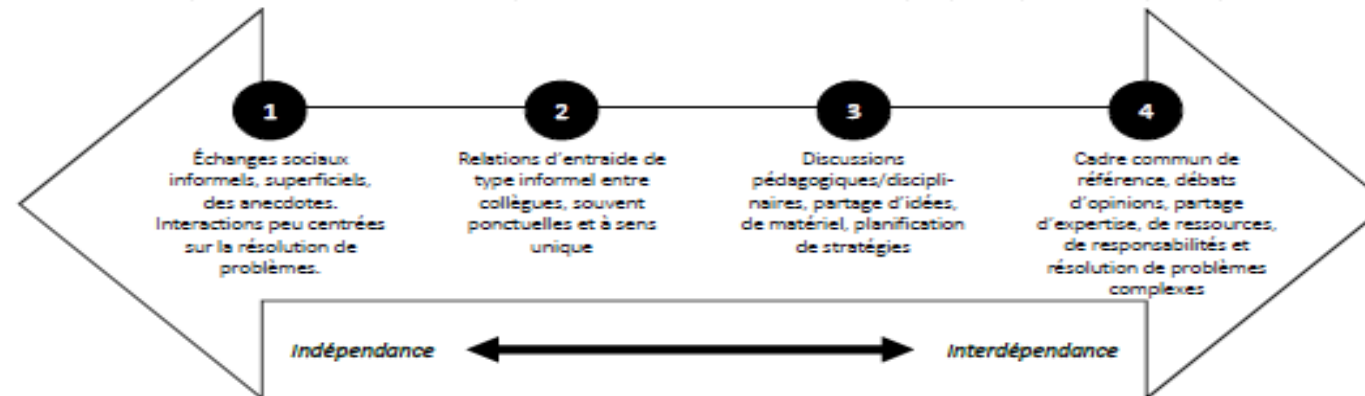 1
Échanges sociaux
informels, superficiels,
des anecdotes.
Interactions peu centrées
sur la résolution de
problèmes.
2
Relations d'entraide de
type informel entre
collègues, souvent
ponctuelles et à sens
unique
3
Discussions
pédagogiques/discipli-
naires, partage d'idées,
de matériel, planification
de stratégies
4
Cadre commun de
référence, débats
d'opinions, partage
d'expertise, de ressources,
de responsabilités et
résolution de problèmes
complexes
Indépendance
Interdépendance